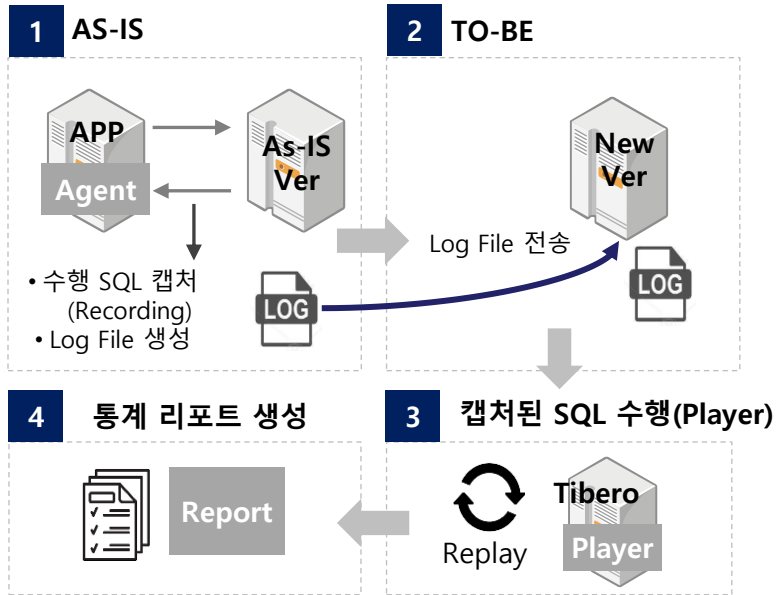 1 AS-IS
APP
Agent
As-IS
Ver
• 수행 SQL 캡처
(Recording)
• Log File 생성
LOG
2 TO-BE
New
Ver
Log File 전송
LOG
3 캡처된 SQL 수행(Player)
Replay
Tibero
Player
4 통계 리포트 생성
Report